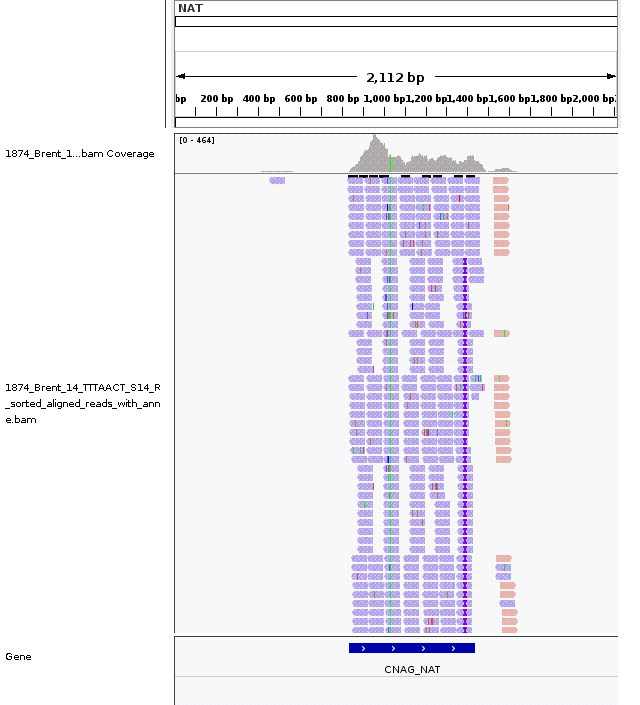 NAT
2,112 bp
bp 200 bp 400 bp 600 bp 800 bp 1,000 bp 1,200 bp 1,400 bp 1,600 bp 1,800 bp 2,000 bp
1874_Brent_1...bam Coverage
[0 - 464]
1874_Brent_14_TTTAACT_S14_R
_sorted_aligned_reads_with_ann
e.bam
Gene
CNAG_NAT